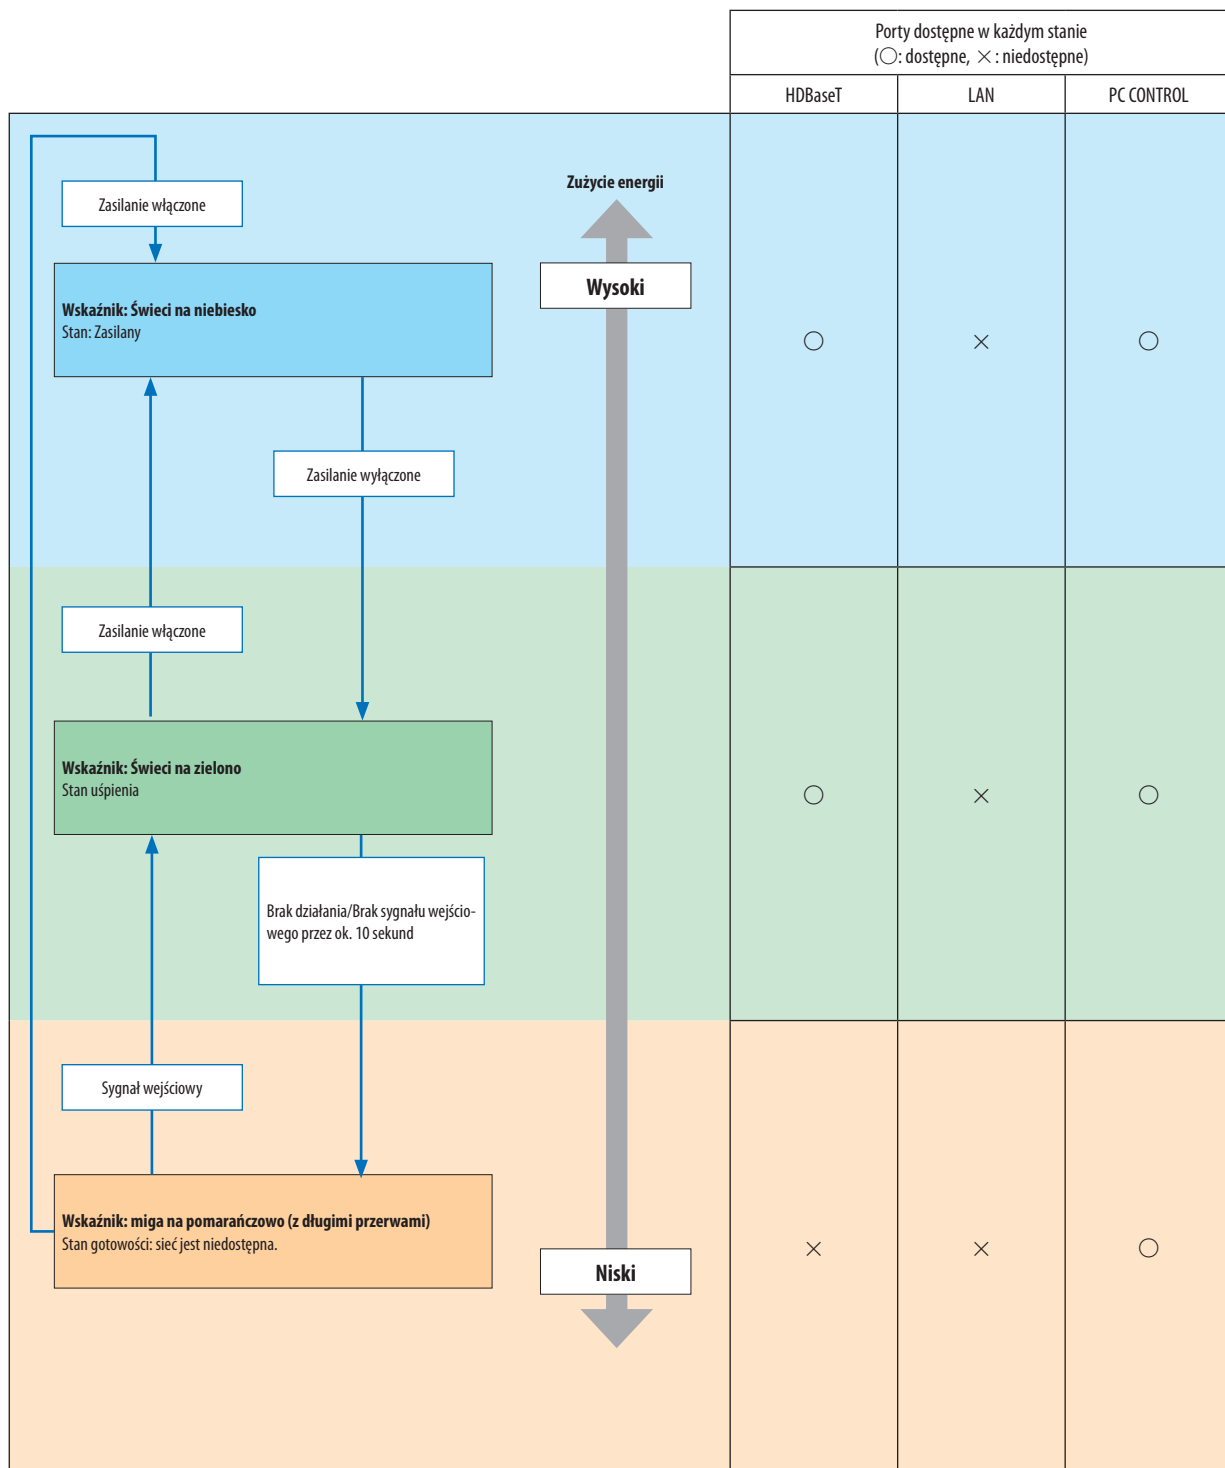 Porty dostępne w każdym stanie
(○: dostępne, ×: niedostępne)
HDBaseT
LAN
PC CONTROL
Zasilanie włączone
Zużycie energii
Wysoki
Wskaźnik: Świeci na niebiesko
Stan: Zasilany
○
×
○
Zasilanie wyłączone
Zasilanie włączone
Wskaźnik: Świeci na zielono
Stan uśpienia
○
×
○
Brak działania/Brak sygnału wejścio-
wego przez ok. 10 sekund
Sygnał wejściowy
Wskaźnik: miga na pomarańczowo (z długimi przerwami)
Stan gotowości: sieć jest niedostępna.
Niski
×
×
○